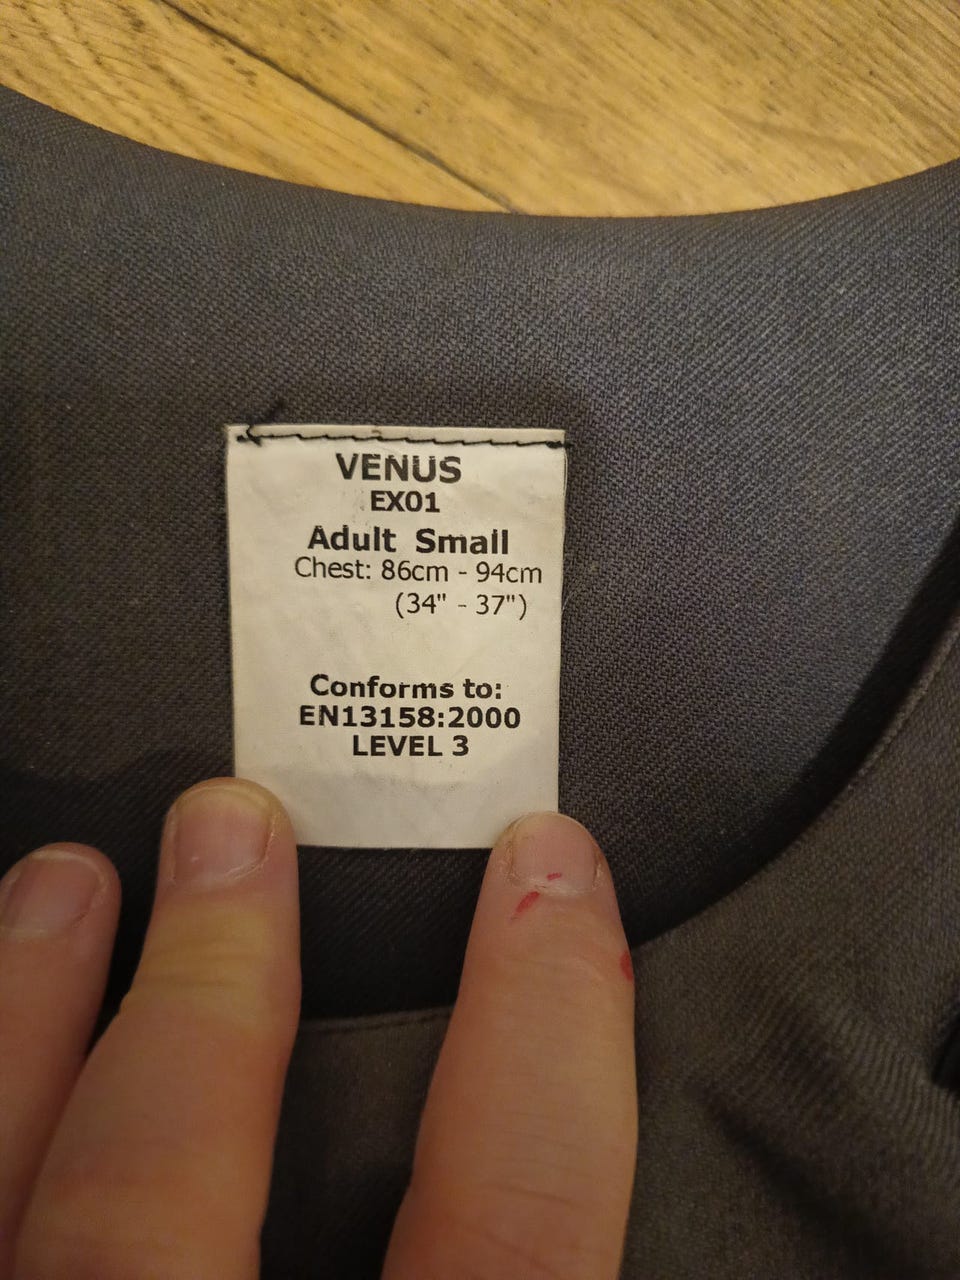 VENUS
EX01
Adult Small
Chest: 86cm - 94cm
(34" - 37")
Conforms to:
EN13158:2000
LEVEL 3